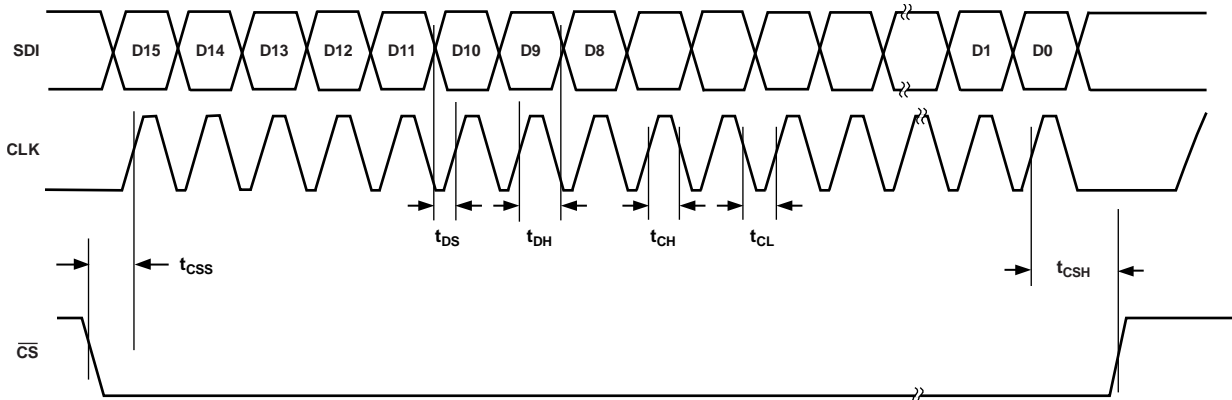 SDI
D15 D14 D13 D12 D11 D10 D9 D8 D1 D0
CLK
tDS tDH tCH tCL
tCSS tCSH
CS